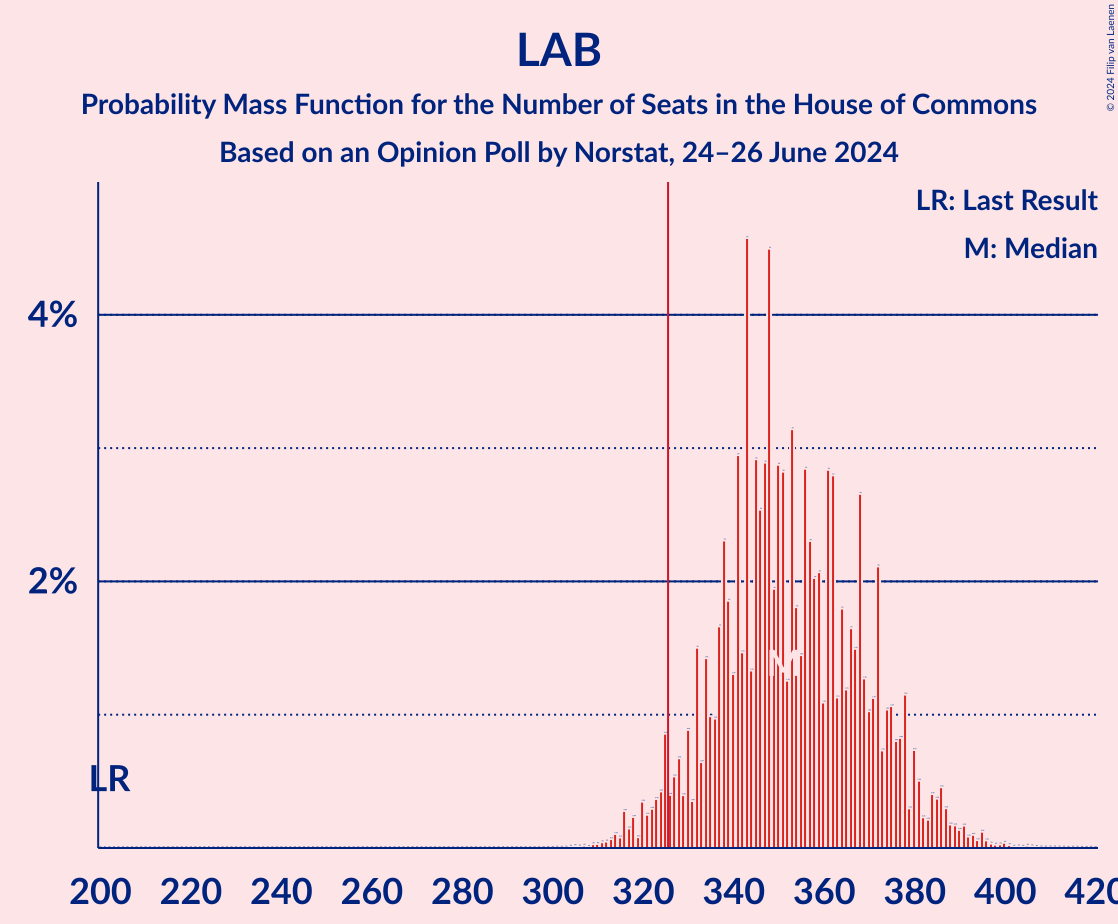 LAB
Probability Mass Function for the Number of Seats in the House of Commons
Based on an Opinion Poll by Norstat, 24–26 June 2024
© 2024 Filip van Laenen
LR: Last Result
M: Median
4%
2%
M
LR
200 220 240 260 280 300 320 340 360 380 400 420